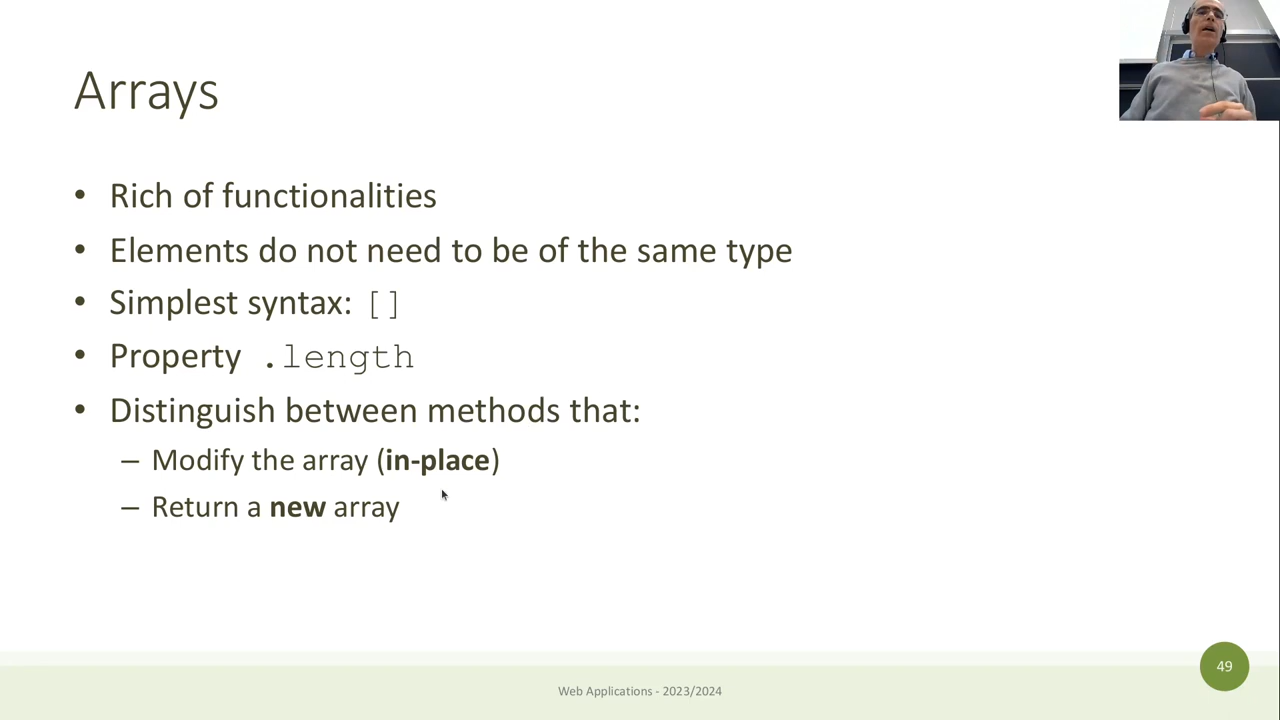 Arrays
• Rich of functionalities
• Elements do not need to be of the same type
• Simplest syntax: []
• Property .length
• Distinguish between methods that:
– Modify the array (in-place)
– Return a new array
49
Web Applications - 2023/2024